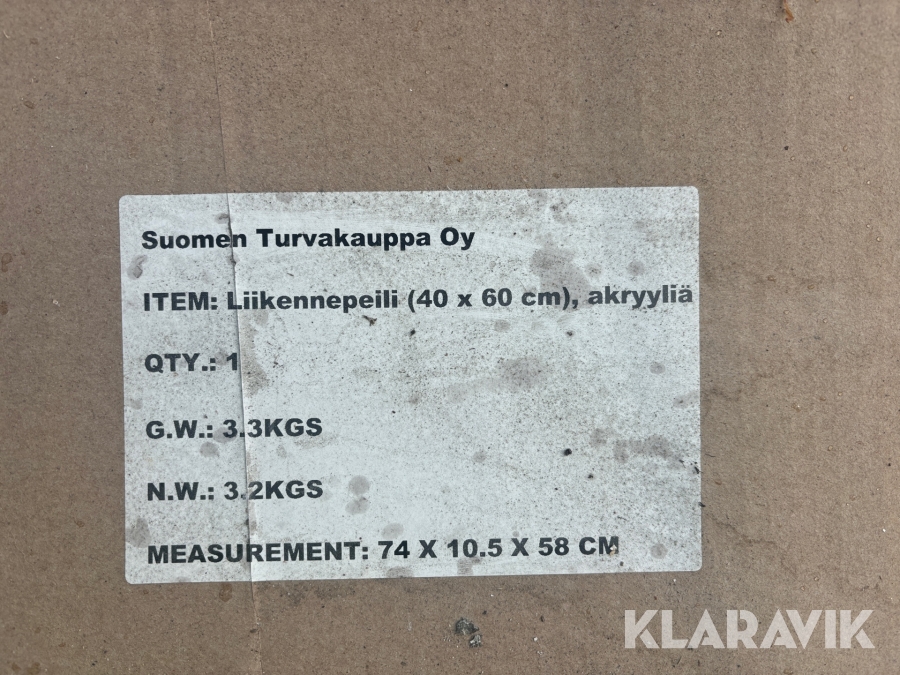 Suomen Turvakauppa Oy
ITEM: Liikennepeili (40 x 60 cm), akryyliä
QTY.: 1
G.W.: 3.3KGS
N.W.: 3.2KGS
MEASUREMENT: 74 X 10.5 X 58 CM
KLARAVIK